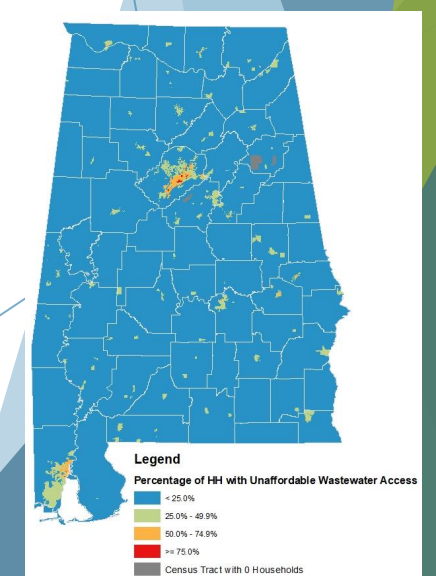 Legend
Percentage of HH with Unaffordable Wastewater Access
< 25.0%
25.0% - 49.9%
50.0% - 74.9%
>= 75.0%
Census Tract with 0 Households